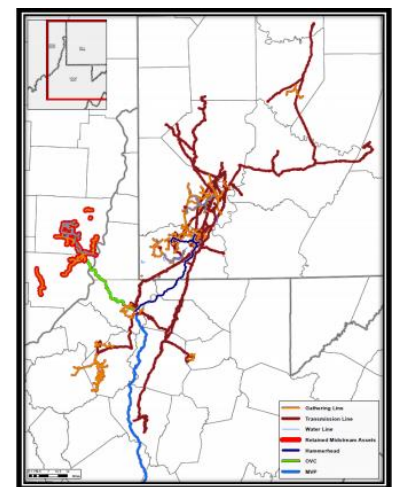 Gathering Line
Transmission Line
Water Line
Retained Midstream Assets
Hammerhead
OVC
MVP